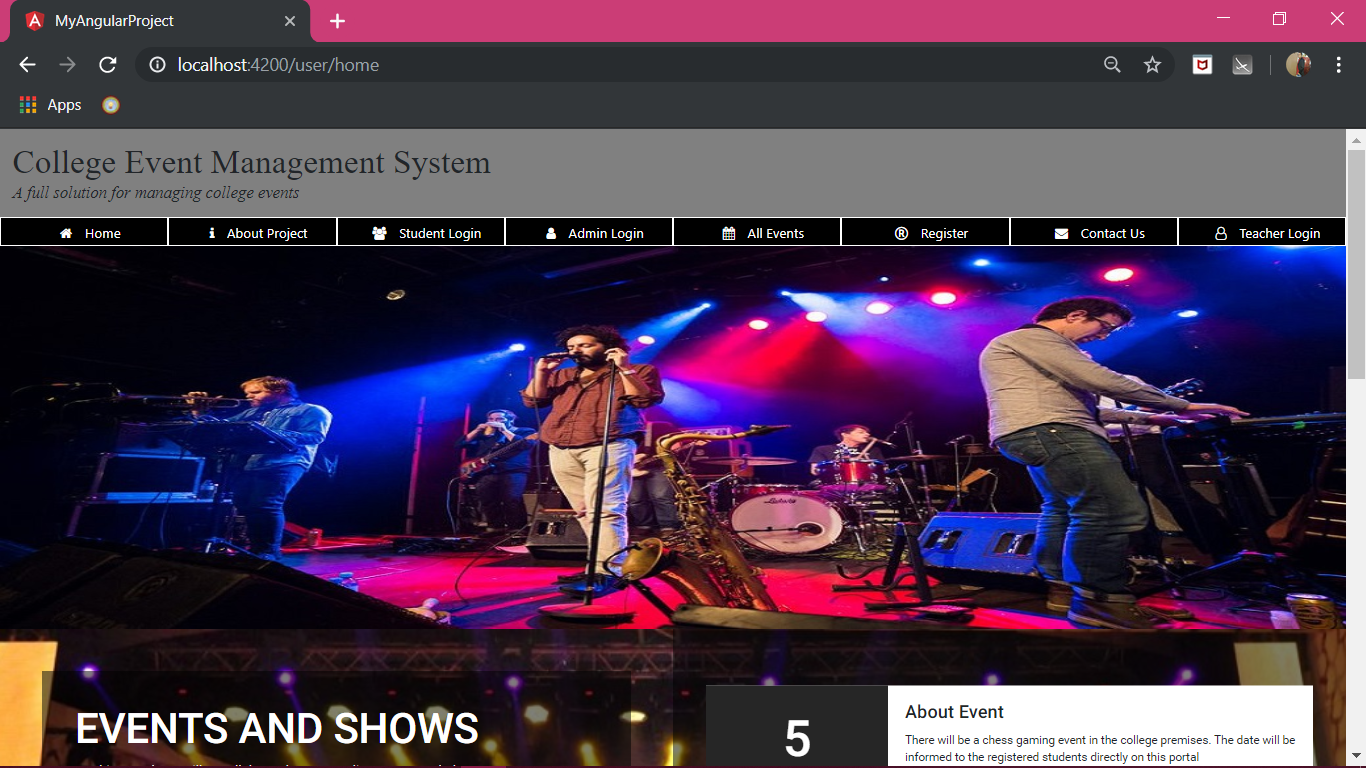 MyAngularProject
localhost:4200/user/home
Apps
College Event Management System
A full solution for managing college events
Home About Project Student Login Admin Login All Events Register Contact Us Teacher Login
EVENTS AND SHOWS
5
About Event
There will be a chess gaming event in the college premises. The date will be
informed to the registered students directly on this portal